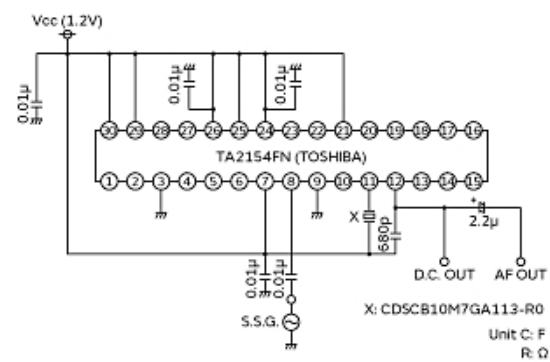 Vcc (1.2V)
0.01μ
0.01μ
0.01μ
30 29 28 27 26 25 24 23 22 21 20 19 18 17 16
TA2154FN (TOSHIBA)
1 2 3 4 5 6 7 8 9 10 11 12 13 14 15
X
680p
+
2.2μ
0.01μ
0.01μ
D.C. OUT
AF OUT
S.S.G.
X: CDSCB10M7GA113-R0
Unit C: F
R: Ω